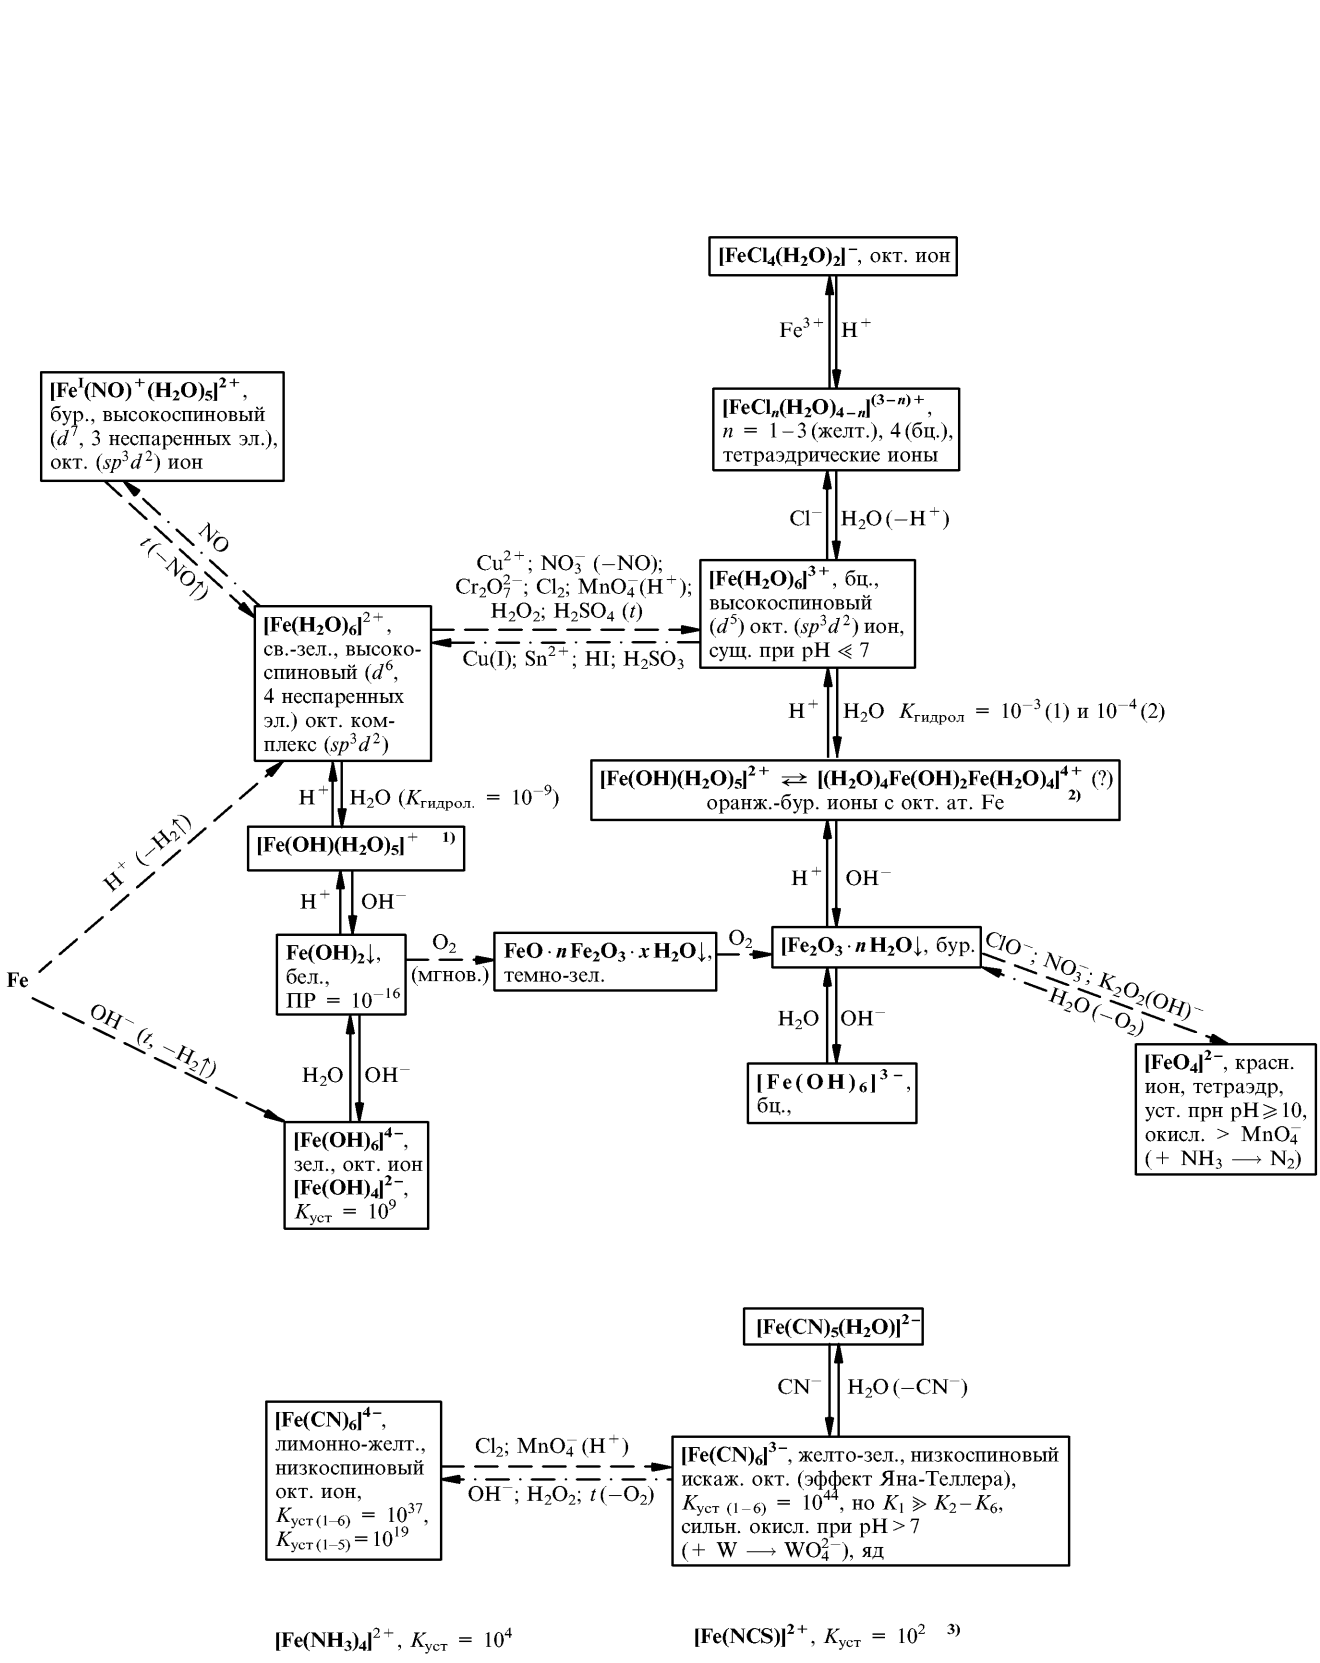 [FeCl₄(H₂O)₂]⁻, окт. ион
Fe³⁺
H⁺
[Feᴵ(NO)⁺(H₂O)₅]²⁺,
бур., высокоспиновый
(d⁷, 3 неспаренных эл.),
окт. (sp³d²) ион
[FeClₙ(H₂O)₄₋ₙ]⁽³⁻ⁿ⁾⁺,
n = 1–3 (желт.), 4 (бц.),
тетраэдрические ионы
NO
t (–NO↑)
Cl⁻
H₂O (–H⁺)
Cu²⁺; NO₃⁻ (–NO);
Cr₂O₇²⁻; Cl₂; MnO₄⁻ (H⁺);
H₂O₂; H₂SO₄ (t)
Cu(I); Sn²⁺; HI; H₂SO₃
[Fe(H₂O)₆]³⁺, бц.,
высокоспиновый
(d⁵) окт. (sp³d²) ион,
сущ. при pH ≪ 7
[Fe(H₂O)₆]²⁺,
св.-зел., высоко-
спиновый (d⁶,
4 неспаренных
эл.) окт. ком-
плекс (sp³d²)
H⁺
H₂O K гидрол = 10⁻³ (1) и 10⁻⁴ (2)
H⁺
H₂O (K гидрол. = 10⁻⁹)
[Fe(OH)(H₂O)₅]²⁺ ⇄ [(H₂O)₄Fe(OH)₂Fe(H₂O)₄]⁴⁺ (?)
оранж.-бур. ионы с окт. ат. Fe 2)
[Fe(OH)(H₂O)₅]⁺ 1)
H⁺ (–H₂↑)
H⁺
OH⁻
H⁺
OH⁻
Fe
Fe(OH)₂↓,
бел.,
ПР = 10⁻¹⁶
O₂
(мгнов.)
FeO · n Fe₂O₃ · x H₂O↓,
темно-зел.
O₂
[Fe₂O₃ · n H₂O↓, бур.
ClO⁻; NO₃⁻; K₂O₂(OH)⁻
H₂O (–O₂)
OH⁻ (t, –H₂↑)
H₂O
OH⁻
H₂O
OH⁻
[Fe(OH)₆]³⁻,
бц.,
[FeO₄]²⁻, красн.
ион, тетраэдр,
уст. прн pH ⩾ 10,
окисл. > MnO₄⁻
(+ NH₃ ⟶ N₂)
[Fe(OH)₆]⁴⁻,
зел., окт. ион
[Fe(OH)₄]²⁻,
K уст = 10⁹
[Fe(CN)₅(H₂O)]²⁻
CN⁻
H₂O (–CN⁻)
[Fe(CN)₆]⁴⁻,
лимонно-желт.,
низкоспиновый
окт. ион,
K уст (1–6) = 10³⁷,
K уст (1–5) = 10¹⁹
Cl₂; MnO₄⁻ (H⁺)
OH⁻; H₂O₂; t (–O₂)
[Fe(CN)₆]³⁻, желто-зел., низкоспиновый
искаж. окт. (эффект Яна-Теллера),
K уст (1–6) = 10⁴⁴, но K₁ ≫ K₂–K₆,
сильн. окисл. при pH > 7
(+ W ⟶ WO₄²⁻), яд
[Fe(NH₃)₄]²⁺, K уст = 10⁴
[Fe(NCS)]²⁺, K уст = 10² 3)